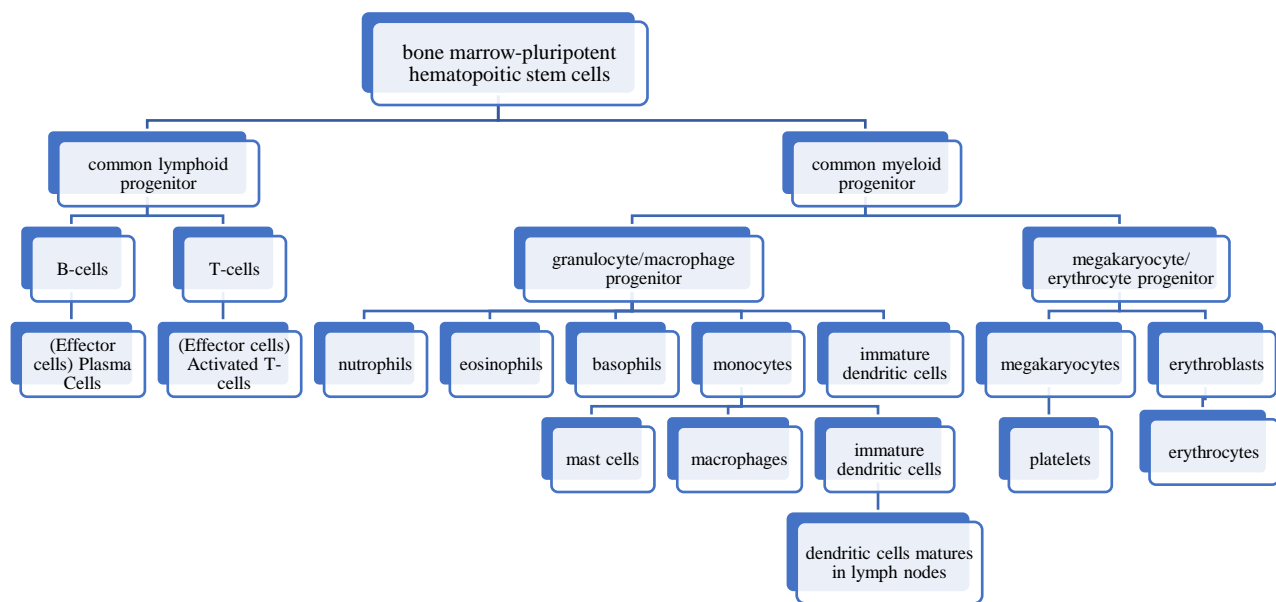 bone marrow-pluripotent
hematopoitic stem cells
common lymphoid
progenitor
common myeloid
progenitor
B-cells
T-cells
granulocyte/macrophage
progenitor
megakaryocyte/
erythrocyte progenitor
(Effector
cells) Plasma
Cells
(Effector cells)
Activated T-
cells
nutrophils
eosinophils
basophils
monocytes
immature
dendritic cells
megakaryocytes
erythroblasts
mast cells
macrophages
immature
dendritic cells
platelets
erythrocytes
dendritic cells matures
in lymph nodes